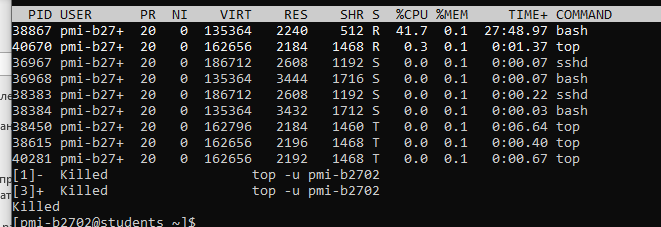 PID USER PR NI VIRT RES SHR S %CPU %MEM TIME+ COMMAND
38867 pmi-b27+ 20 0 135364 2240 512 R 41.7 0.1 27:48.97 bash
40670 pmi-b27+ 20 0 162656 2184 1468 R 0.3 0.1 0:01.37 top
36967 pmi-b27+ 20 0 186712 2608 1192 S 0.0 0.1 0:00.07 sshd
36968 pmi-b27+ 20 0 135364 3444 1716 S 0.0 0.1 0:00.07 bash
38383 pmi-b27+ 20 0 186712 2608 1192 S 0.0 0.1 0:00.22 sshd
38384 pmi-b27+ 20 0 135364 3432 1712 S 0.0 0.1 0:00.03 bash
38450 pmi-b27+ 20 0 162796 2184 1460 T 0.0 0.1 0:06.64 top
38615 pmi-b27+ 20 0 162656 2196 1468 T 0.0 0.1 0:00.40 top
40281 pmi-b27+ 20 0 162656 2192 1468 T 0.0 0.1 0:00.67 top
[1]- Killed top -u pmi-b2702
[3]+ Killed top -u pmi-b2702
Killed
[pmi-b2702@students ~]$